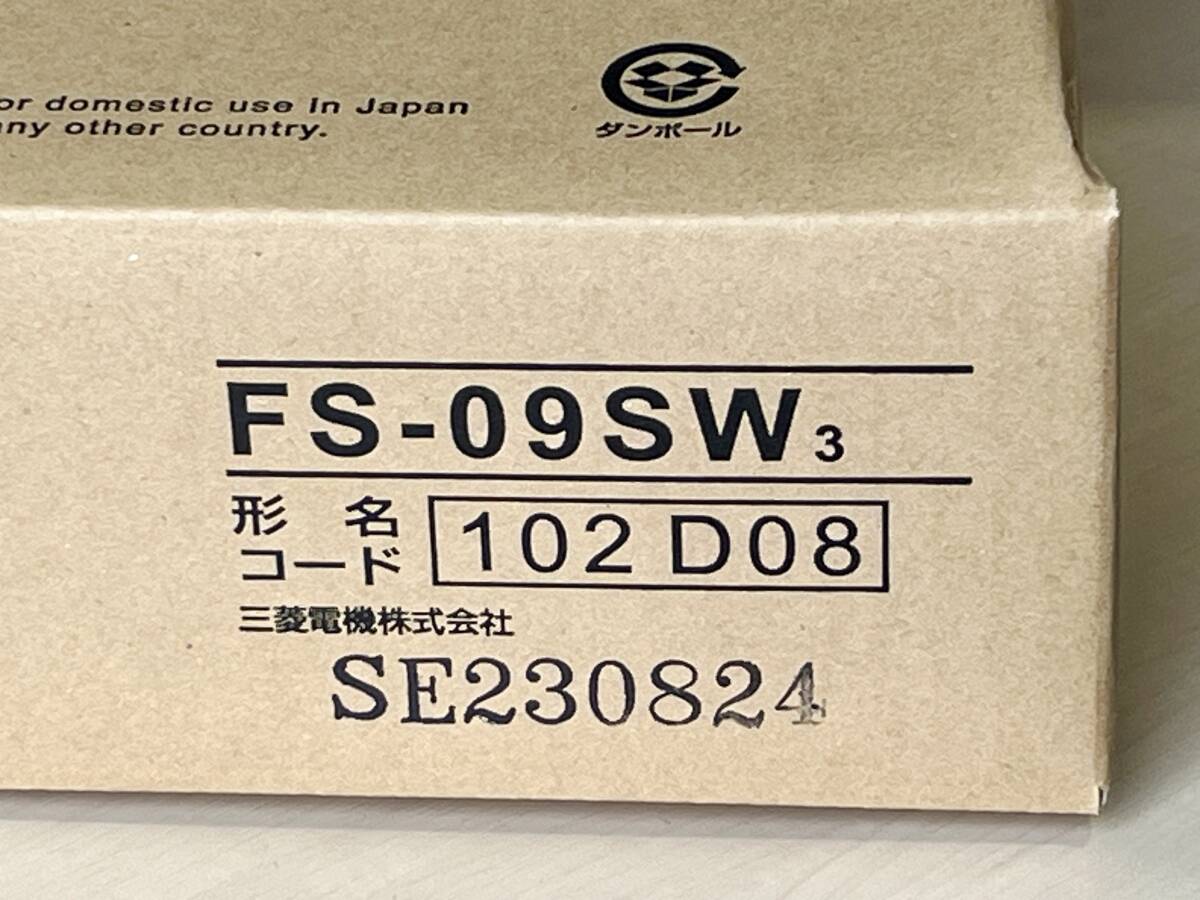 or domestic use In Japan
any other country.
ダンボール
FS-09SW₃
形 名
コード
102 D08
三菱電機株式会社
SE230824